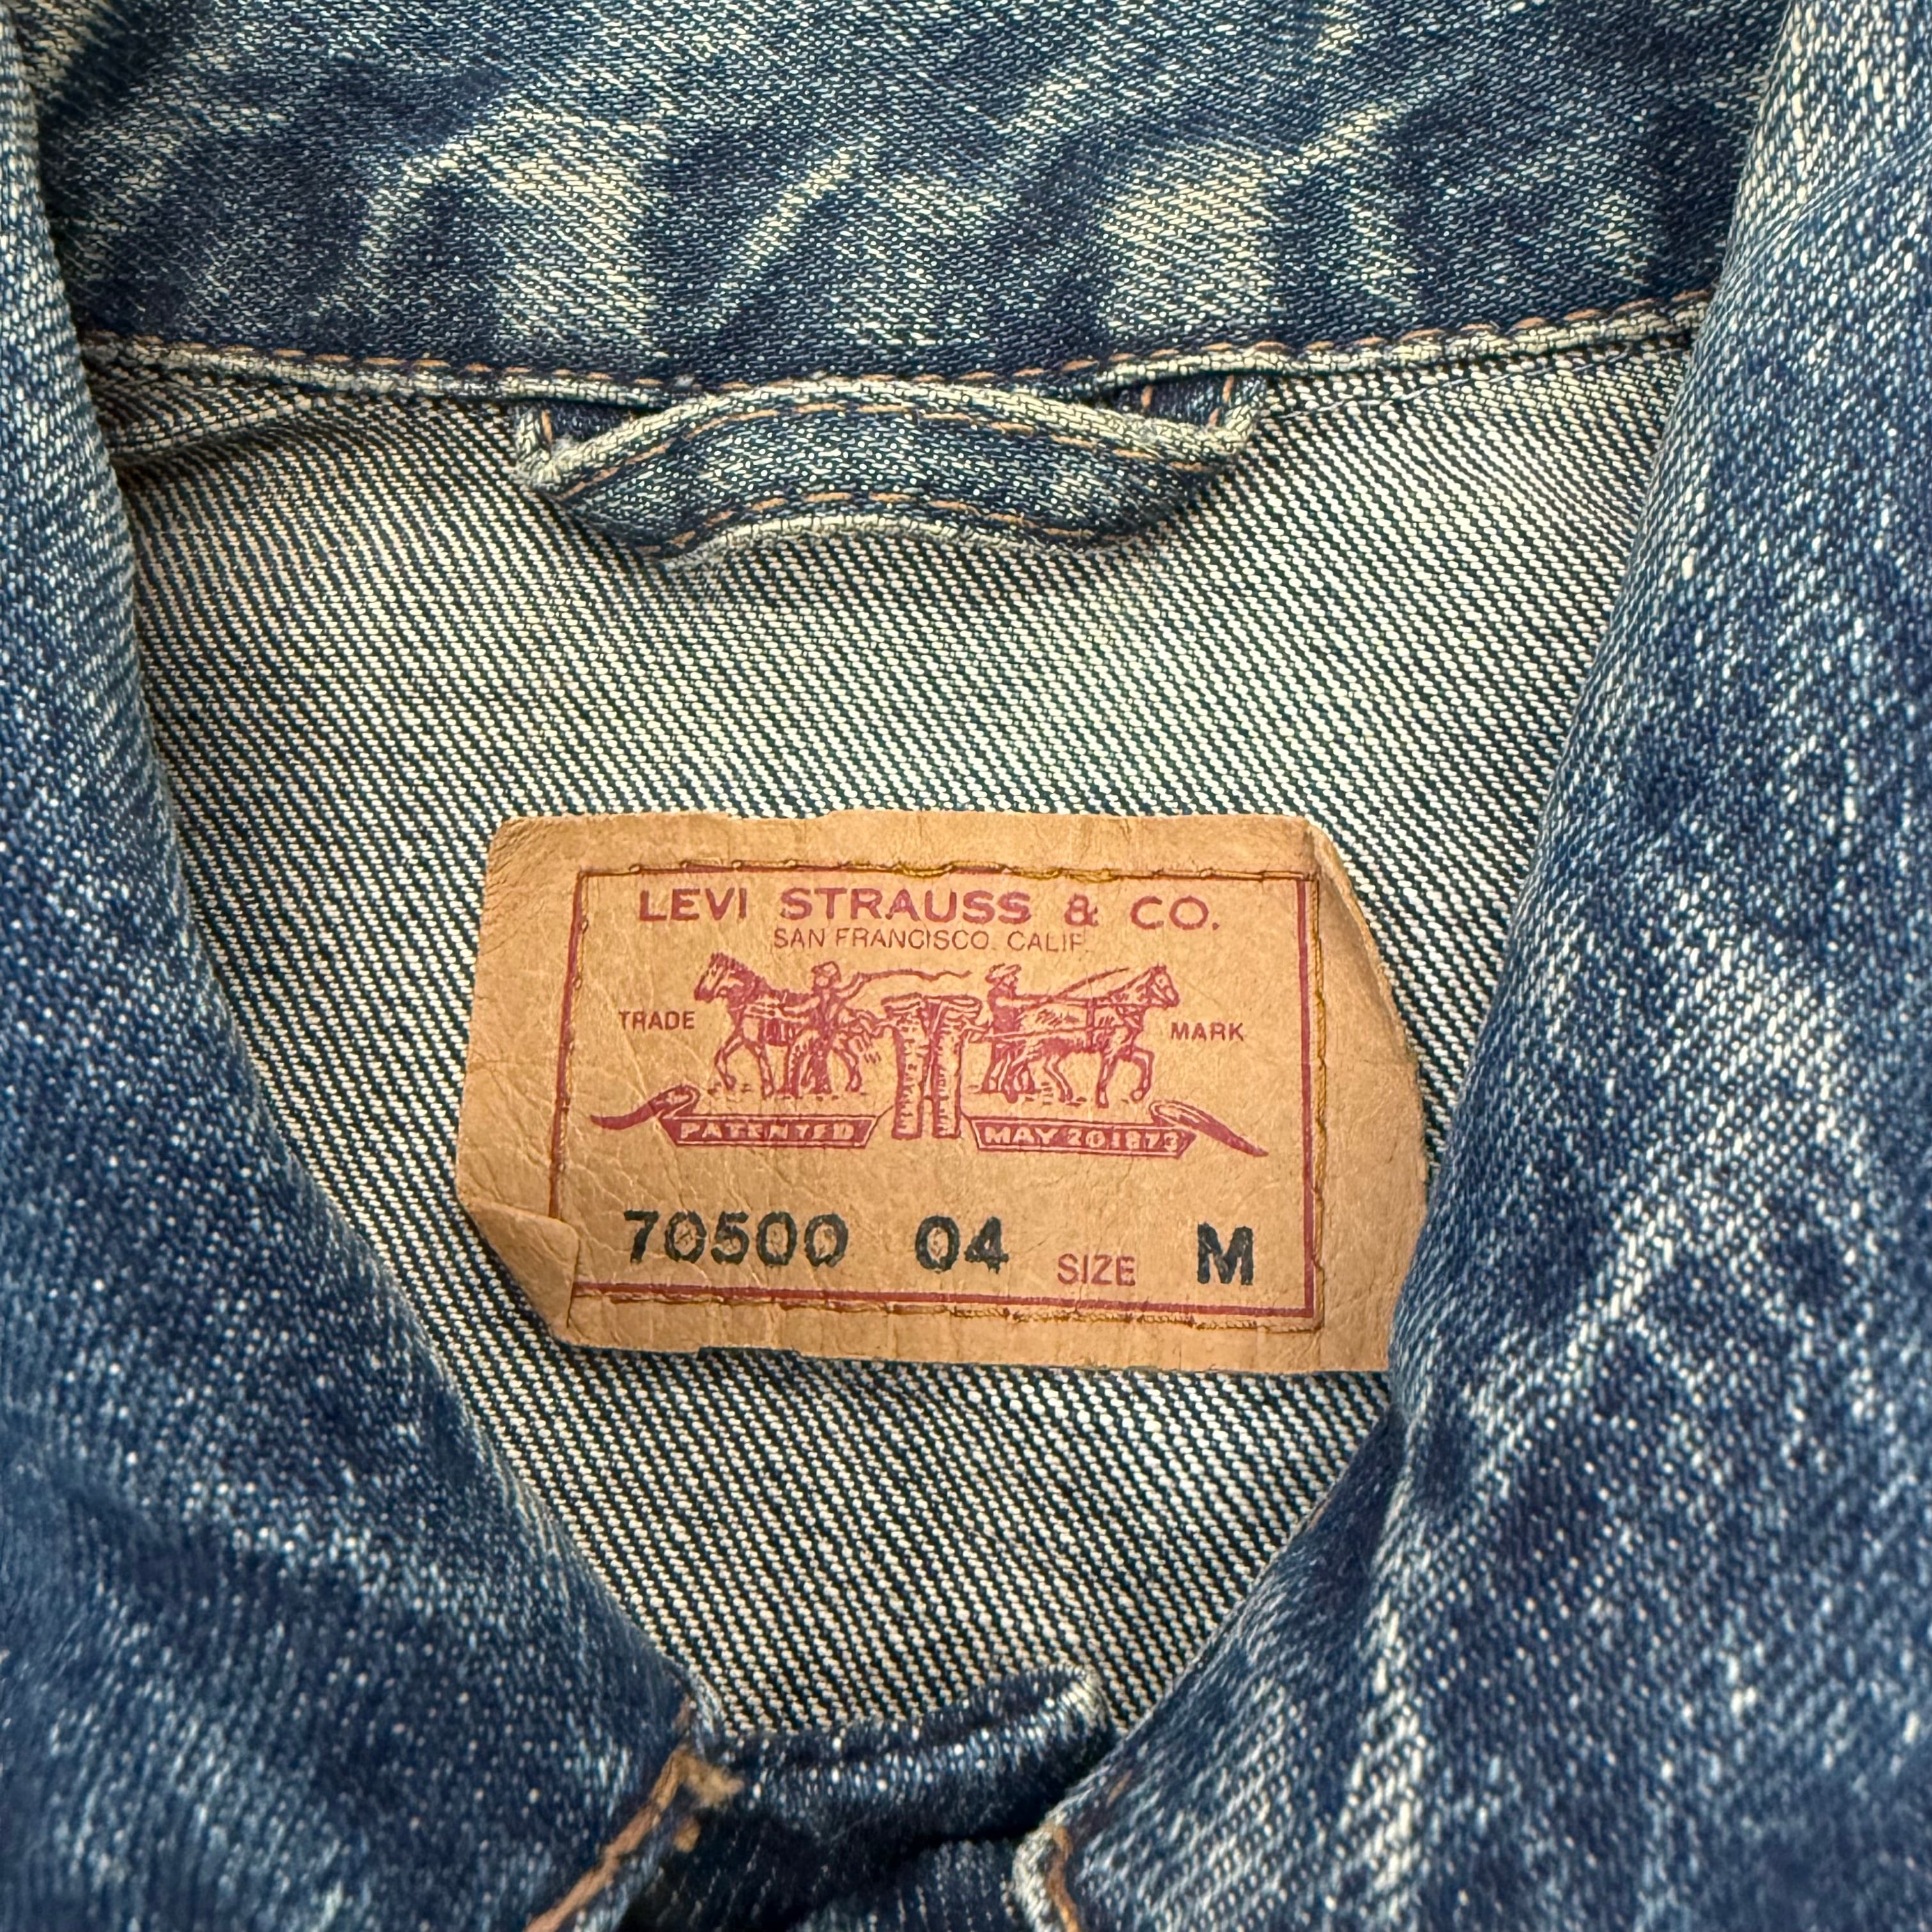 LEVI STRAUSS & CO.
SAN FRANCISCO, CALIF.
TRADE MARK
PATENTED MAY 20 1873
70500 04 SIZE M